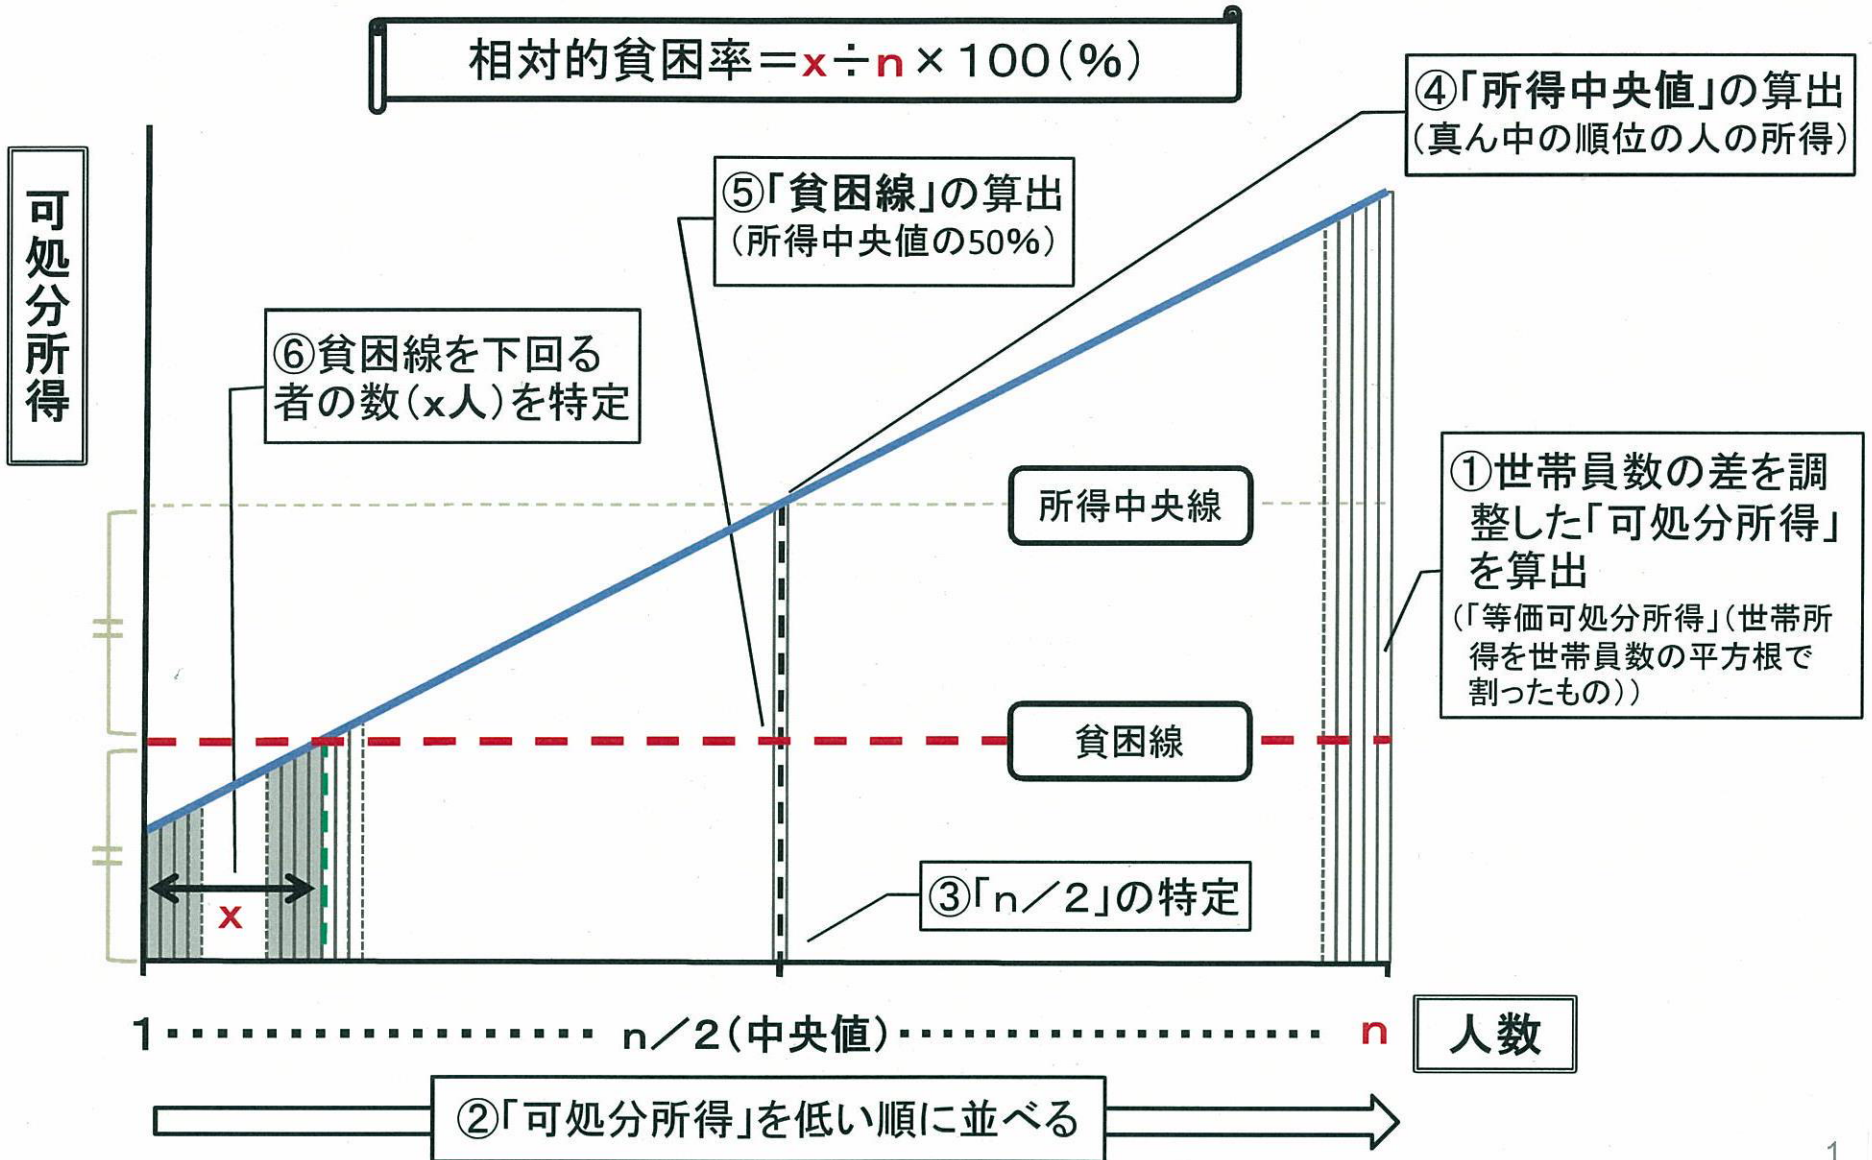 相対的貧困率＝x÷n×100(%)
可処分所得
④「所得中央値」の算出
(真ん中の順位の人の所得)
⑤「貧困線」の算出
(所得中央値の50%)
⑥貧困線を下回る
者の数(x人)を特定
所得中央線
①世帯員数の差を調
整した「可処分所得」
を算出
(「等価可処分所得」(世帯所
得を世帯員数の平方根で
割ったもの))
貧困線
③「n／2」の特定
x
1‥‥‥‥‥‥‥‥ n／2(中央値)‥‥‥‥‥‥‥‥ n
人数
②「可処分所得」を低い順に並べる
1